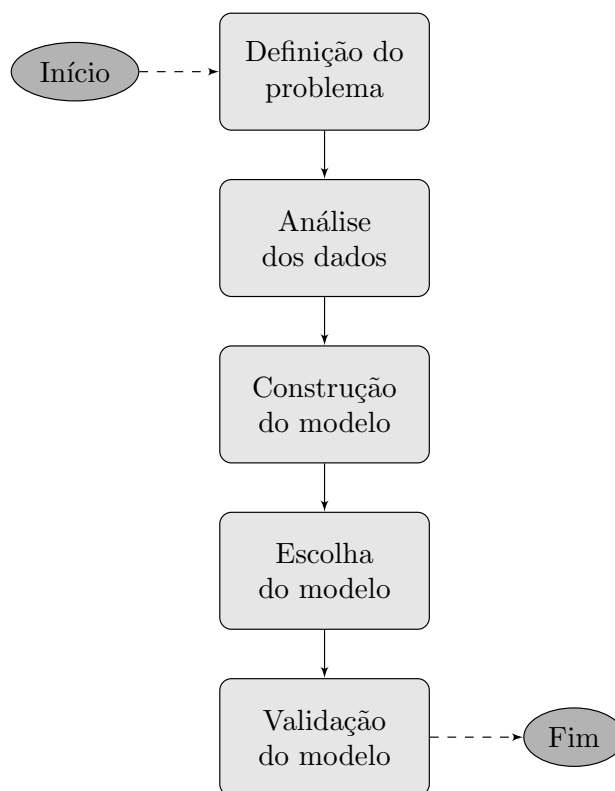 Início
Definição do
problema
Análise
dos dados
Construção
do modelo
Escolha
do modelo
Validação
do modelo
Fim